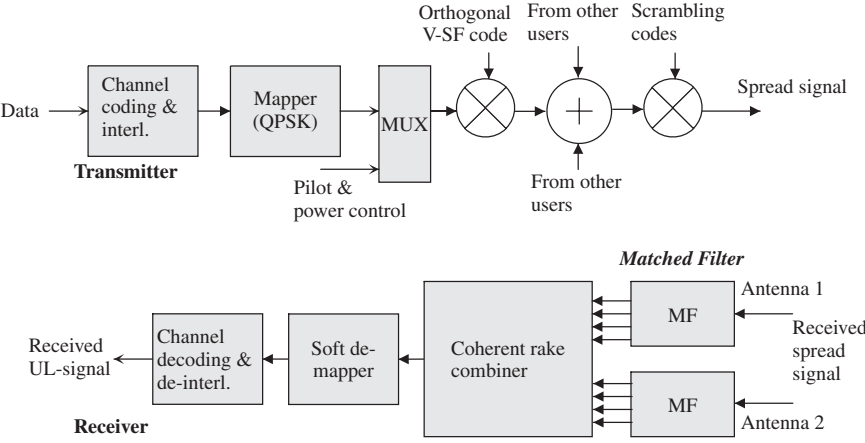 Orthogonal
V-SF code
From other
users
Scrambling
codes
Data
Channel
coding &
interl.
Mapper
(QPSK)
MUX
+
Spread signal
Transmitter
Pilot &
power control
From other
users
Matched Filter
Antenna 1
MF
Received
spread
signal
Coherent rake
combiner
Soft de-
mapper
Channel
decoding &
de-interl.
Received
UL-signal
MF
Antenna 2
Receiver